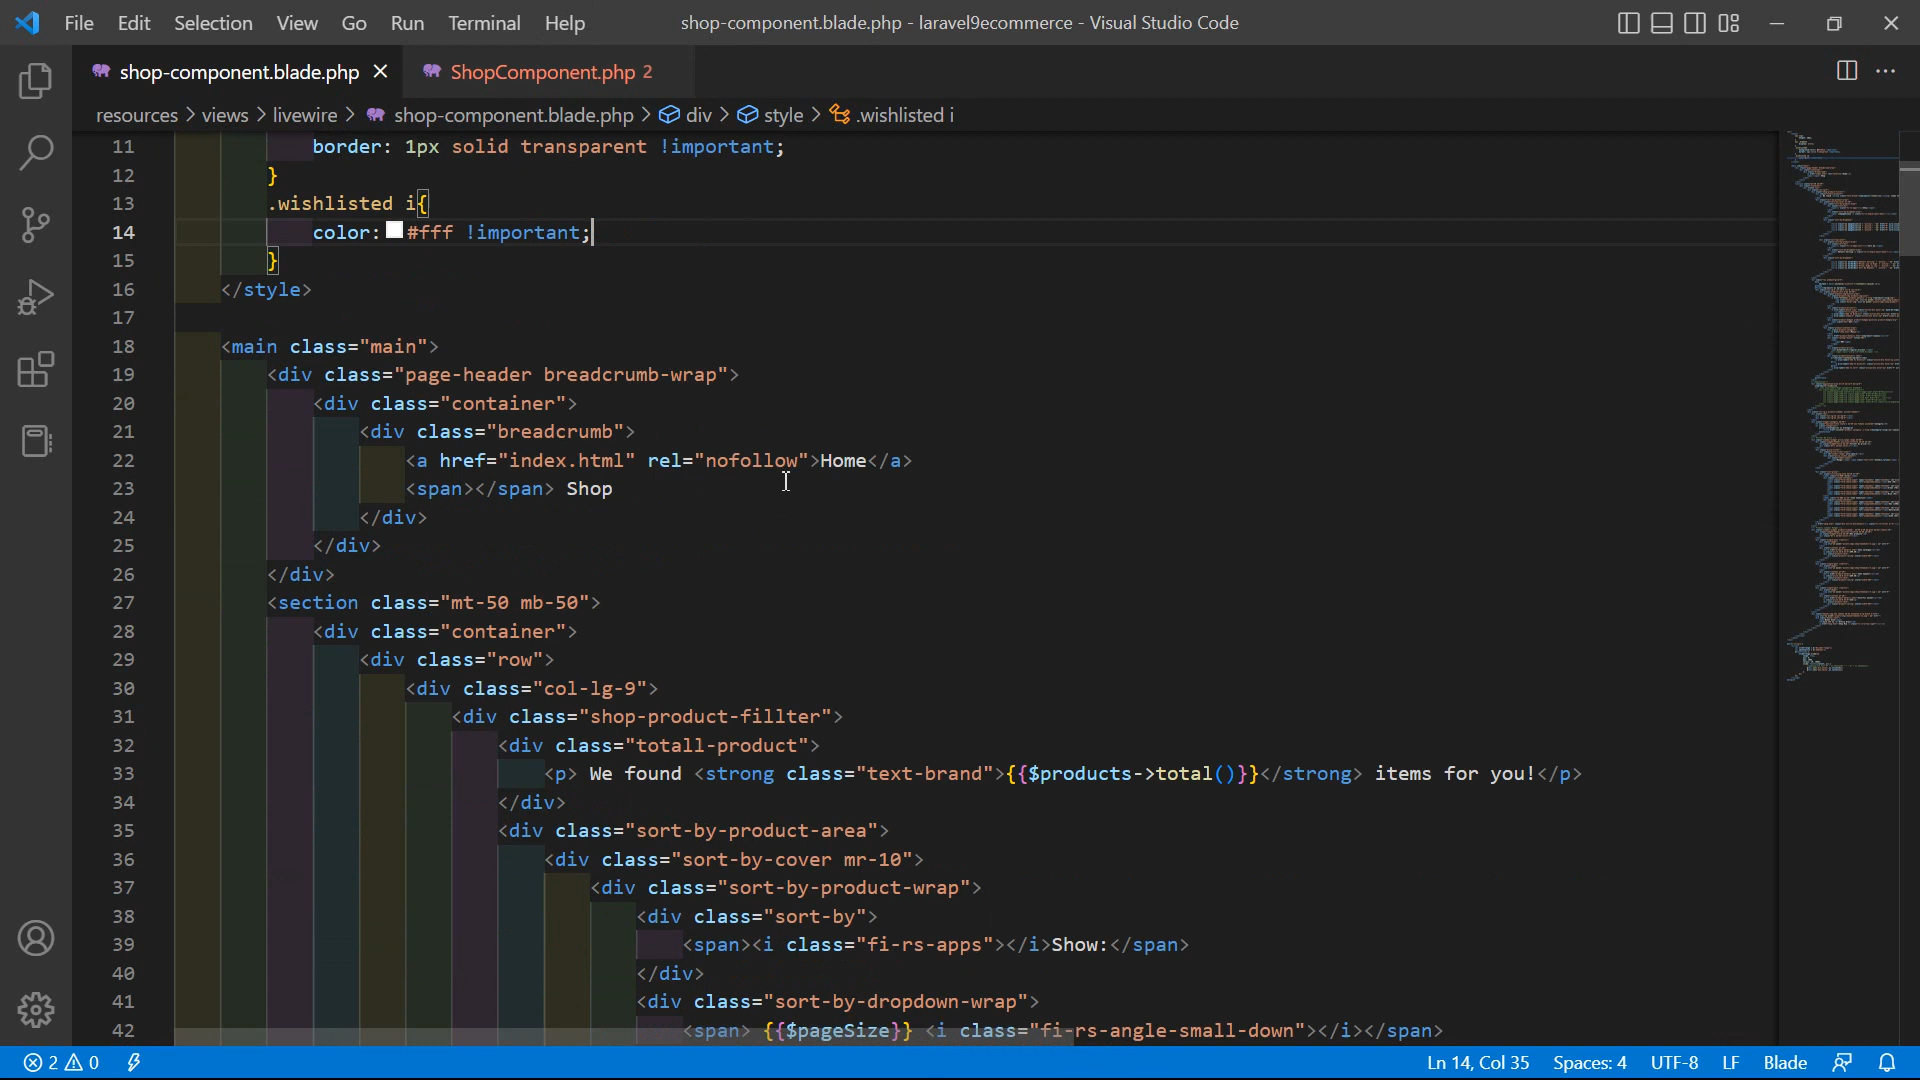 File Edit Selection View Go Run Terminal Help shop-component.blade.php - laravel9ecommerce - Visual Studio Code
shop-component.blade.php ShopComponent.php 2
resources > views > livewire > shop-component.blade.php > div > style > .wishlisted i
11 border: 1px solid transparent !important;
12 }
13 .wishlisted i{
14 color: #fff !important;
15 }
16 </style>
17
18 <main class="main">
19 <div class="page-header breadcrumb-wrap">
20 <div class="container">
21 <div class="breadcrumb">
22 <a href="index.html" rel="nofollow">Home</a>
23 <span></span> Shop
24 </div>
25 </div>
26 </div>
27 <section class="mt-50 mb-50">
28 <div class="container">
29 <div class="row">
30 <div class="col-lg-9">
31 <div class="shop-product-fillter">
32 <div class="totall-product">
33 <p> We found <strong class="text-brand">{{$products->total()}}</strong> items for you!</p>
34 </div>
35 <div class="sort-by-product-area">
36 <div class="sort-by-cover mr-10">
37 <div class="sort-by-product-wrap">
38 <div class="sort-by">
39 <span><i class="fi-rs-apps"></i>Show:</span>
40 </div>
41 <div class="sort-by-dropdown-wrap">
42 <span> {{$pageSize}} <i class="fi-rs-angle-small-down"></i></span>
2 0 Ln 14, Col 35 Spaces: 4 UTF-8 LF Blade